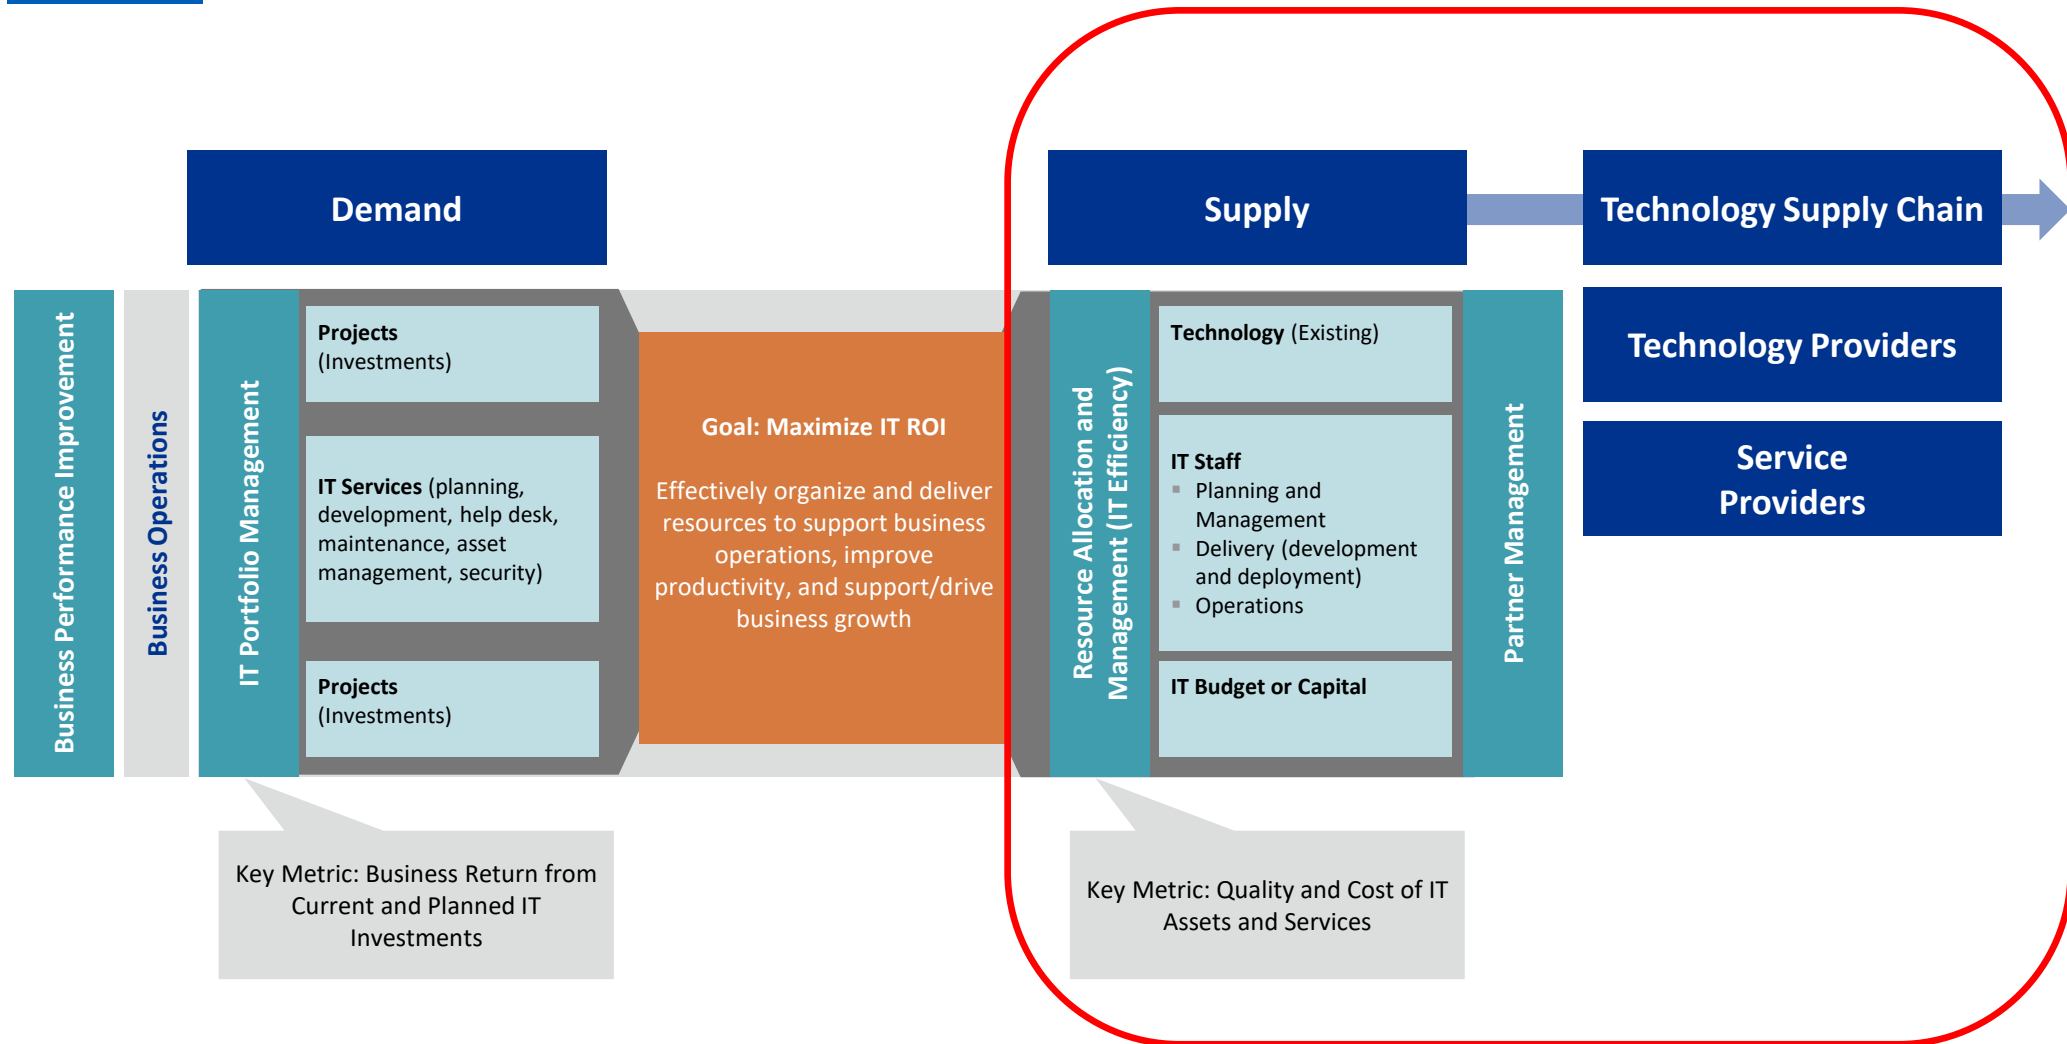 Demand
Supply
Technology Supply Chain
Business Performance Improvement
Business Operations
IT Portfolio Management
Projects
(Investments)
IT Services (planning,
development, help desk,
maintenance, asset
management, security)
Projects
(Investments)
Goal: Maximize IT ROI
Effectively organize and deliver
resources to support business
operations, improve
productivity, and support/drive
business growth
Resource Allocation and
Management (IT Efficiency)
Technology (Existing)
IT Staff
▪ Planning and
Management
▪ Delivery (development
and deployment)
▪ Operations
IT Budget or Capital
Partner Management
Technology Providers
Service
Providers
Key Metric: Business Return from
Current and Planned IT
Investments
Key Metric: Quality and Cost of IT
Assets and Services